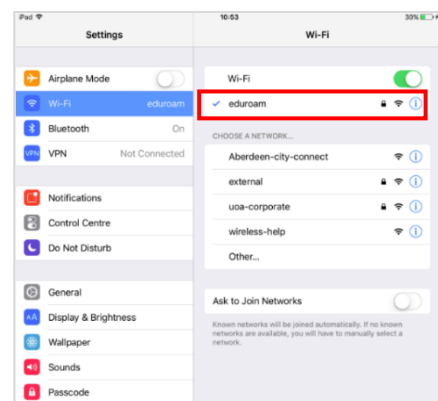 iPad 10:53 30%
Settings
Wi-Fi
Airplane Mode
Wi-Fi eduroam
Bluetooth On
VPN VPN Not Connected
Notifications
Control Centre
Do Not Disturb
General
AA Display & Brightness
Wallpaper
Sounds
Passcode
Wi-Fi
eduroam
CHOOSE A NETWORK...
Aberdeen-city-connect
external
uoa-corporate
wireless-help
Other...
Ask to Join Networks
Known networks will be joined automatically. If no known
networks are available, you will have to manually select a
network.